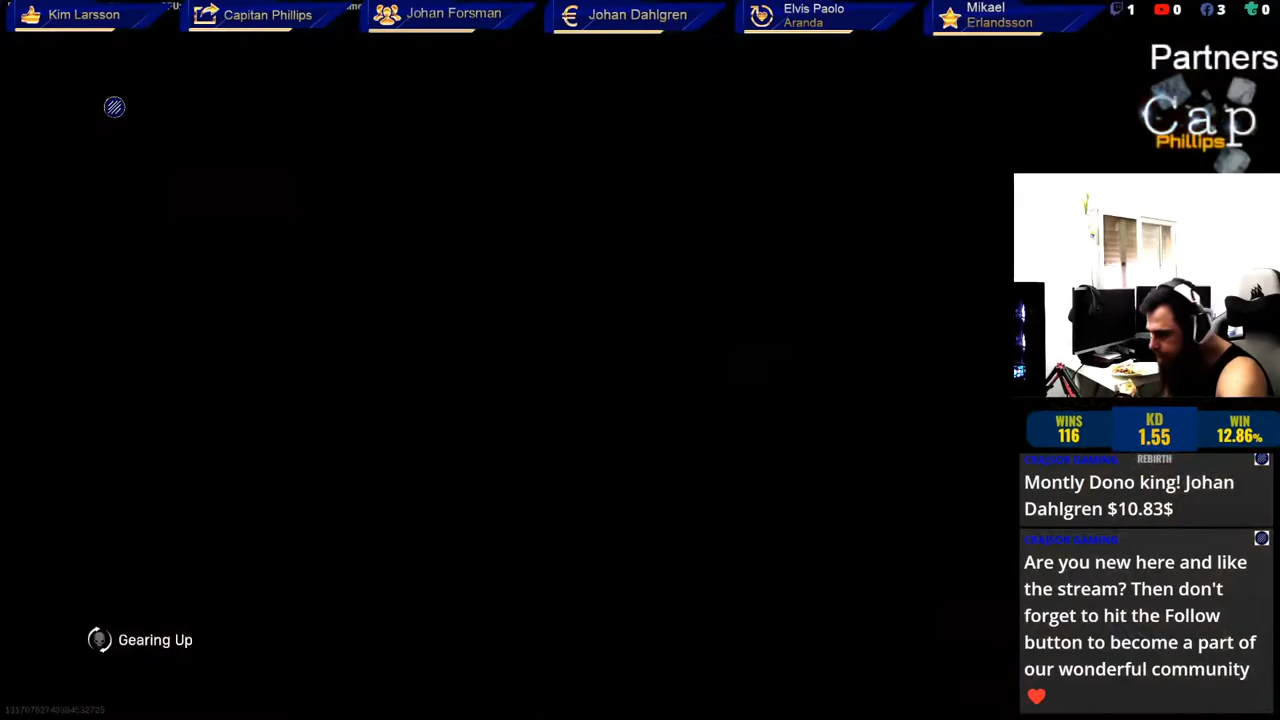 Kim Larsson
Capitan Phillips
Johan Forsman
€ Johan Dahlgren
Elvis Paolo
Aranda
Mikael
Erlandsson
1 0 3 0
Partners
Cap
Phillips
WINS
116
KD
1.55
WIN
12.86%
REBIRTH
Montly Dono king! Johan
Dahlgren $10.83$
Are you new here and like
the stream? Then don't
forget to hit the Follow
button to become a part of
our wonderful community
❤
Gearing Up